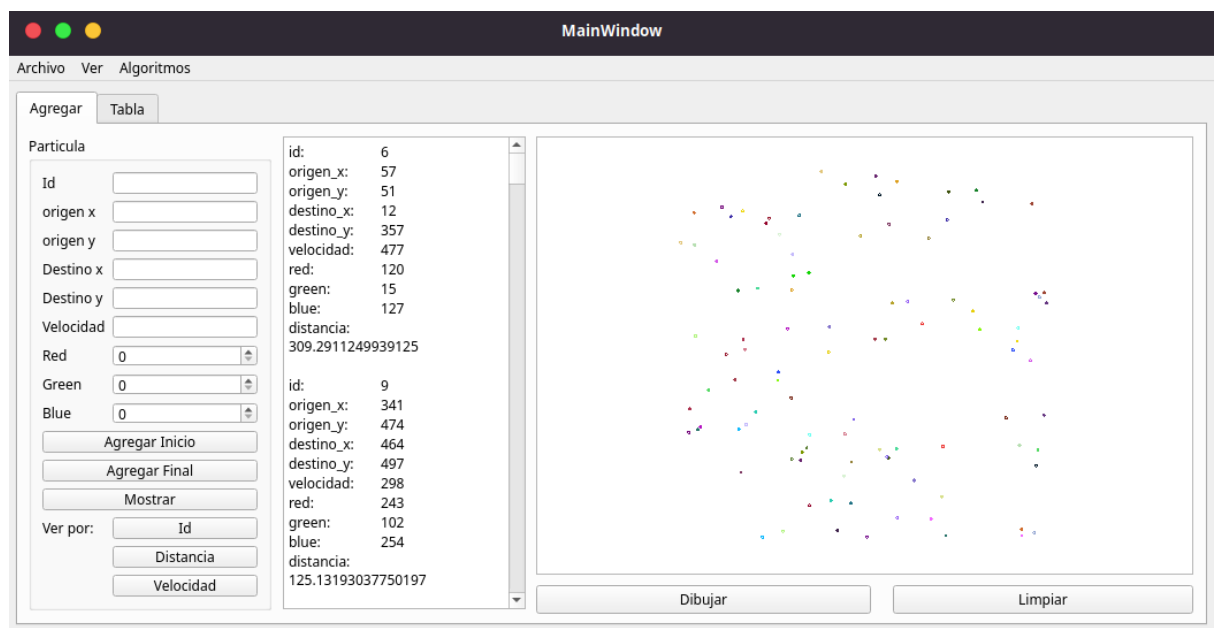 MainWindow
Archivo Ver Algoritmos
Agregar Tabla
Particula
Id
origen x
origen y
Destino x
Destino y
Velocidad
Red 0
Green 0
Blue 0
Agregar Inicio
Agregar Final
Mostrar
Ver por: Id
Distancia
Velocidad
id: 6
origen_x: 57
origen_y: 51
destino_x: 12
destino_y: 357
velocidad: 477
red: 120
green: 15
blue: 127
distancia:
309.2911249939125
id: 9
origen_x: 341
origen_y: 474
destino_x: 464
destino_y: 497
velocidad: 298
red: 243
green: 102
blue: 254
distancia:
125.13193037750197
Dibujar Limpiar